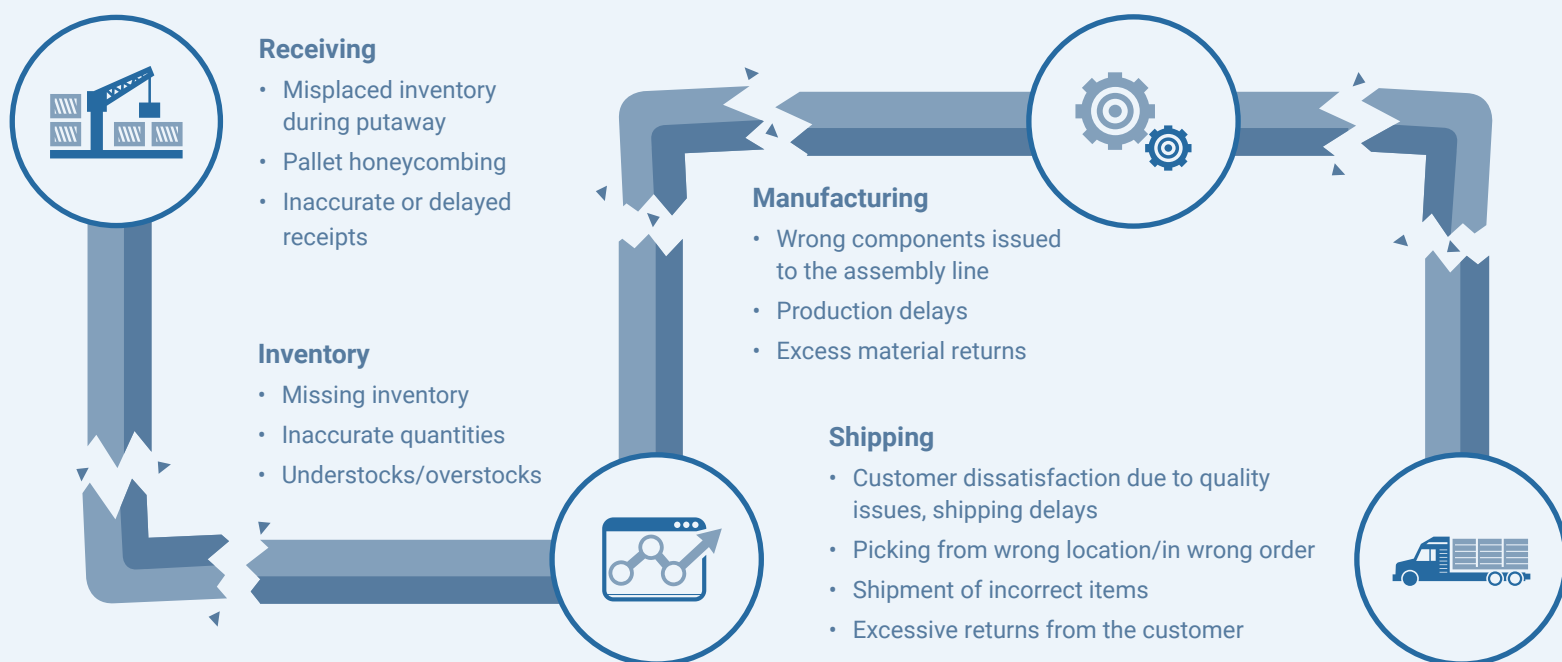 Receiving
• Misplaced inventory
during putaway
• Pallet honeycombing
• Inaccurate or delayed
receipts
Inventory
• Missing inventory
• Inaccurate quantities
• Understocks/overstocks
Manufacturing
• Wrong components issued
to the assembly line
• Production delays
• Excess material returns
Shipping
• Customer dissatisfaction due to quality
issues, shipping delays
• Picking from wrong location/in wrong order
• Shipment of incorrect items
• Excessive returns from the customer